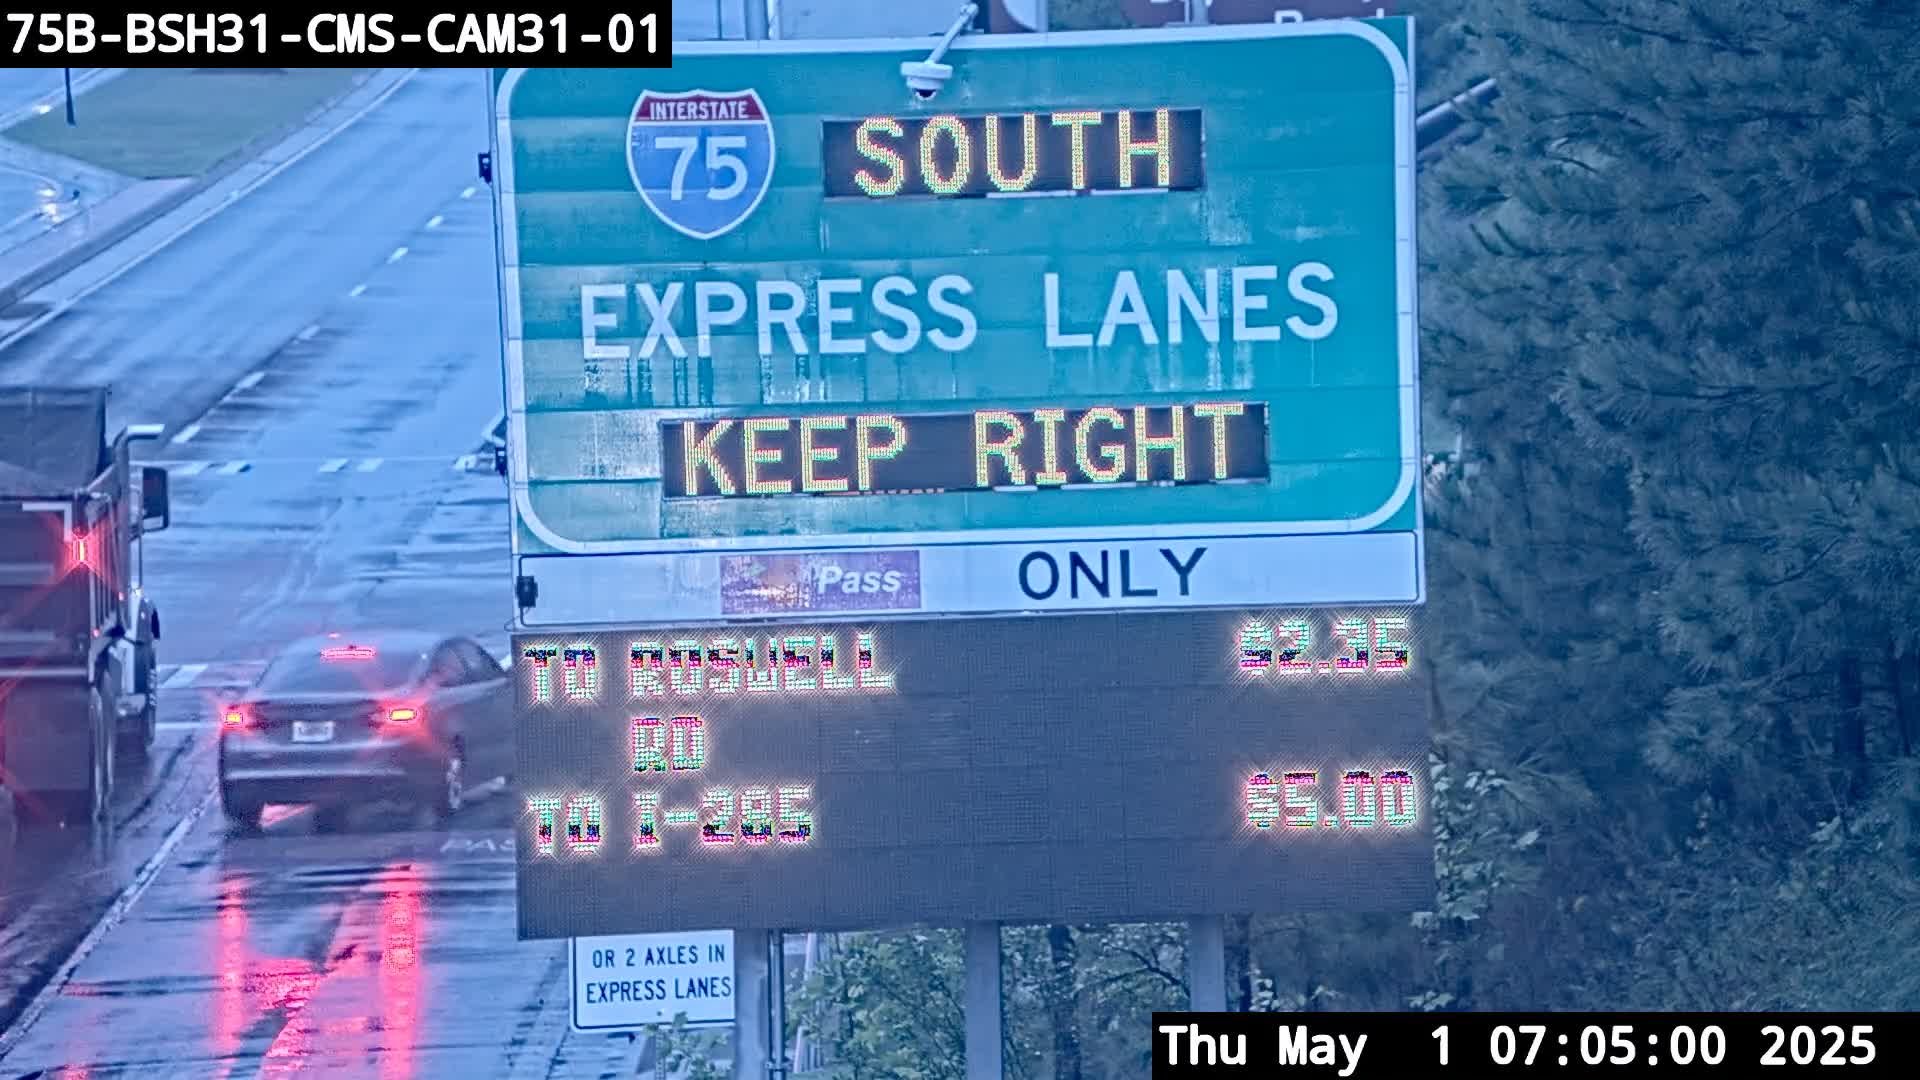 75B-BSH31-CMS-CAM31-01
INTERSTATE
75
SOUTH
EXPRESS LANES
KEEP RIGHT
Pass ONLY
TO ROSWELL $2.35
RD
TO I-285 $5.00
OR 2 AXLES IN
EXPRESS LANES
Thu May 1 07:05:00 2025